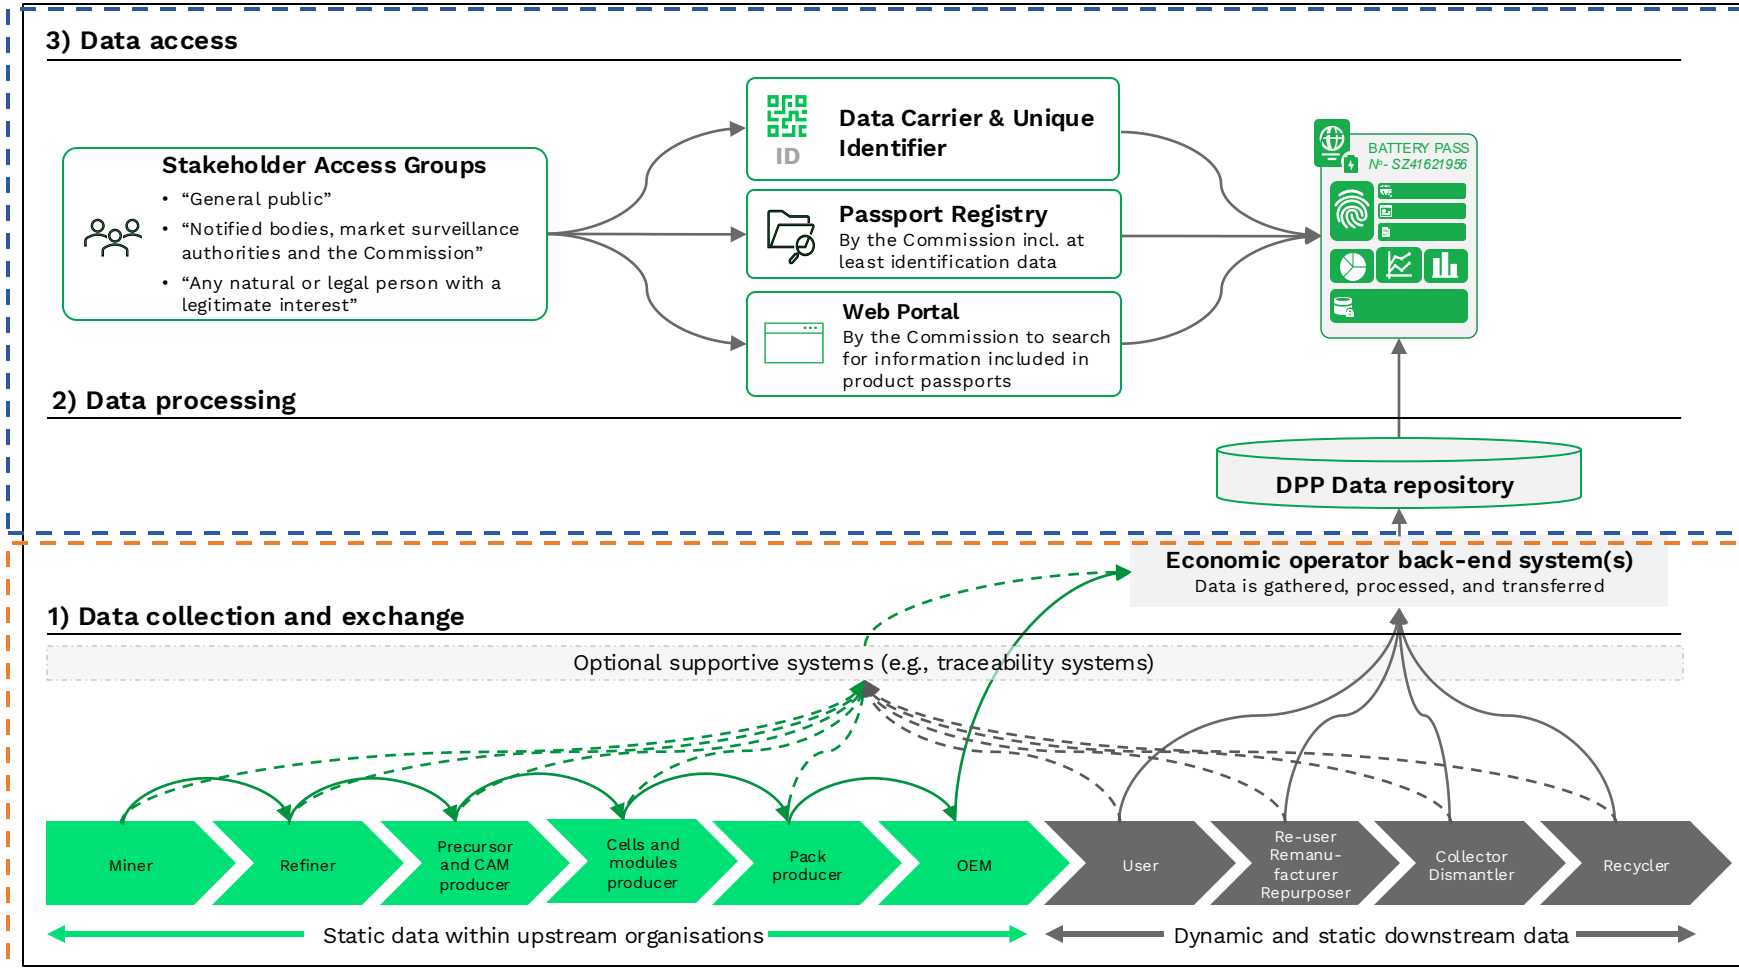 3) Data access
Stakeholder Access Groups
• “General public”
• “Notified bodies, market surveillance
authorities and the Commission”
• “Any natural or legal person with a
legitimate interest”
ID
Data Carrier & Unique
Identifier
Passport Registry
By the Commission incl. at
least identification data
Web Portal
By the Commission to search
for information included in
product passports
BATTERY PASS
Nº- SZ41621956
2) Data processing
DPP Data repository
Economic operator back-end system(s)
Data is gathered, processed, and transferred
1) Data collection and exchange
Optional supportive systems (e.g., traceability systems)
Miner
Refiner
Precursor
and CAM
producer
Cells and
modules
producer
Pack
producer
OEM
User
Re-user
Remanu-
facturer
Repurposer
Collector
Dismantler
Recycler
Static data within upstream organisations
Dynamic and static downstream data